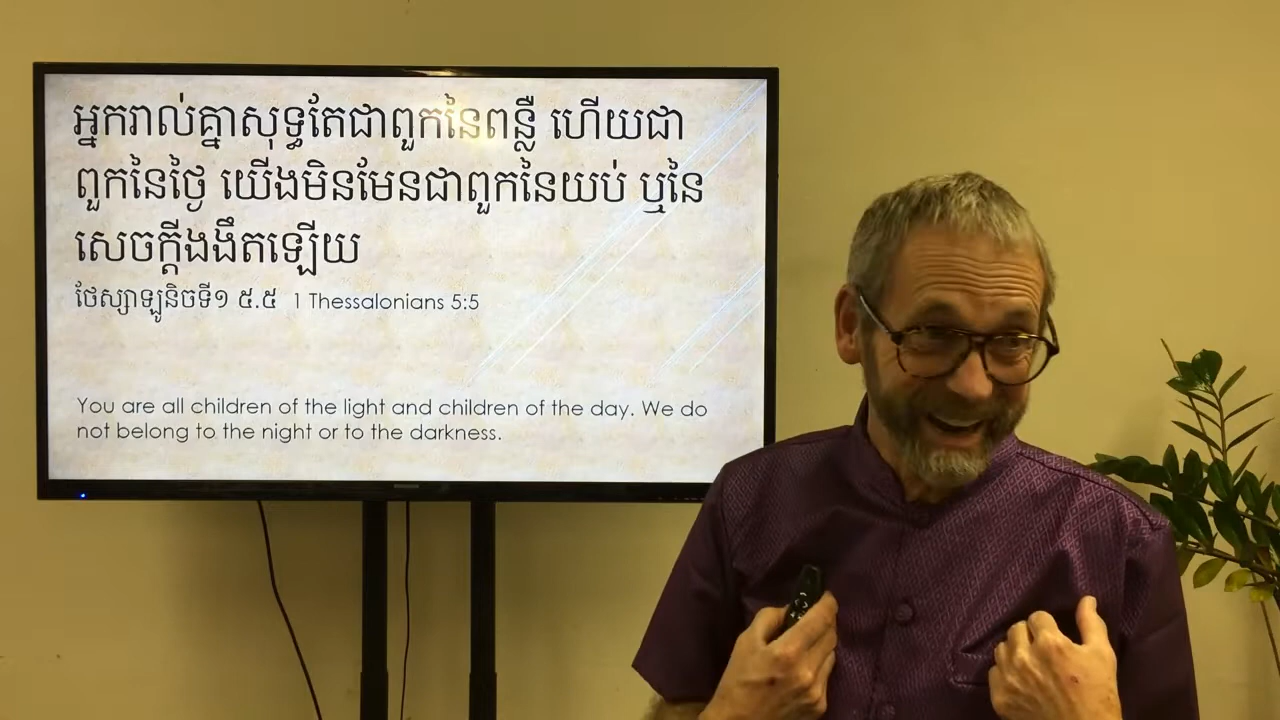 អ្នករាល់គ្នាសុទ្ធតែជាពួកនៃពន្លឺ ហើយជា
ពួកនៃថ្ងៃ យើងមិនមែនជាពួកនៃយប់ ឬនៃ
សេចក្ដីងងឹតឡើយ
ថែស្សាឡូនិចទី១ ៥.៥ 1 Thessalonians 5:5
You are all children of the light and children of the day. We do
not belong to the night or to the darkness.